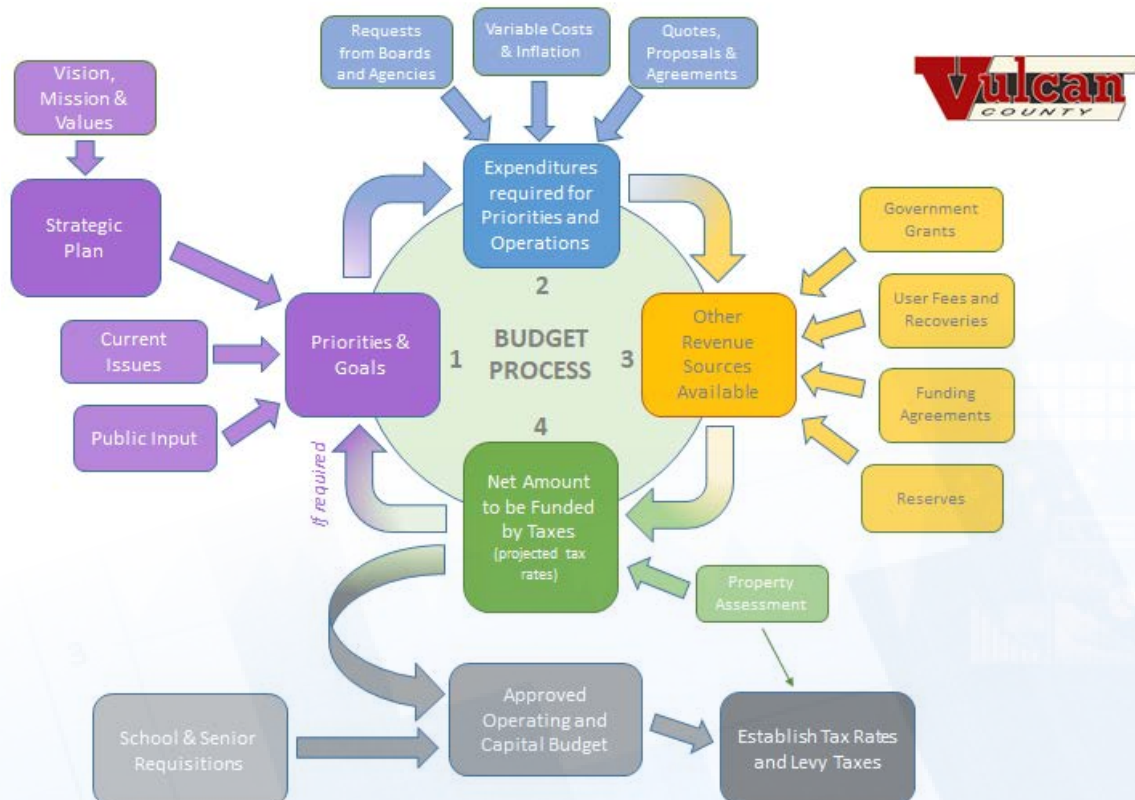 Requests
from Boards
and Agencies
Variable Costs
& Inflation
Quotes,
Proposals &
Agreements
Vulcan
COUNTY
Vision,
Mission &
Values
Strategic
Plan
Current
Issues
Public Input
Priorities &
Goals
Expenditures
required for
Priorities and
Operations
2
1
BUDGET
PROCESS
3
4
Other
Revenue
Sources
Available
Government
Grants
User Fees and
Recoveries
Funding
Agreements
Reserves
If required
Net Amount
to be Funded
by Taxes
(projected tax
rates)
Property
Assessment
School & Senior
Requisitions
Approved
Operating and
Capital Budget
Establish Tax Rates
and Levy Taxes